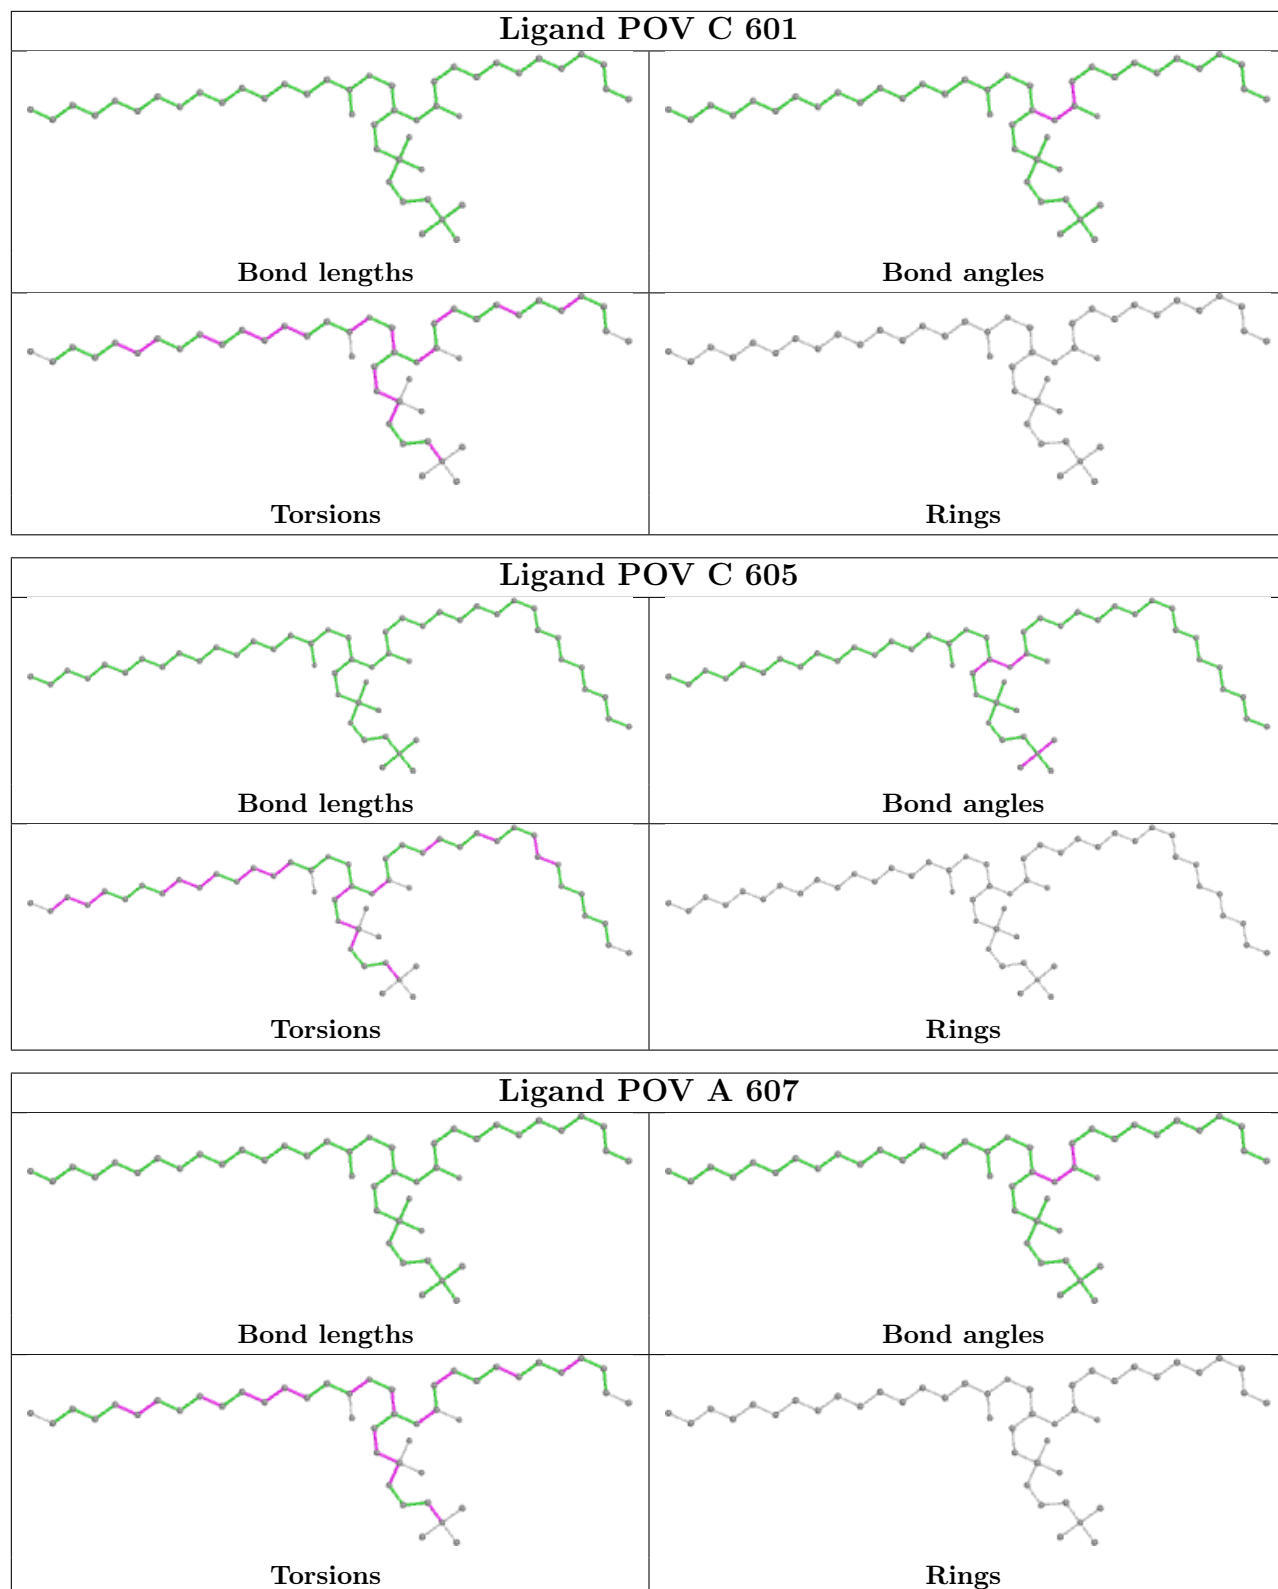 Ligand POV C 601
Bond lengths
Bond angles
Torsions
Rings
Ligand POV C 605
Bond lengths
Bond angles
Torsions
Rings
Ligand POV A 607
Bond lengths
Bond angles
Torsions
Rings